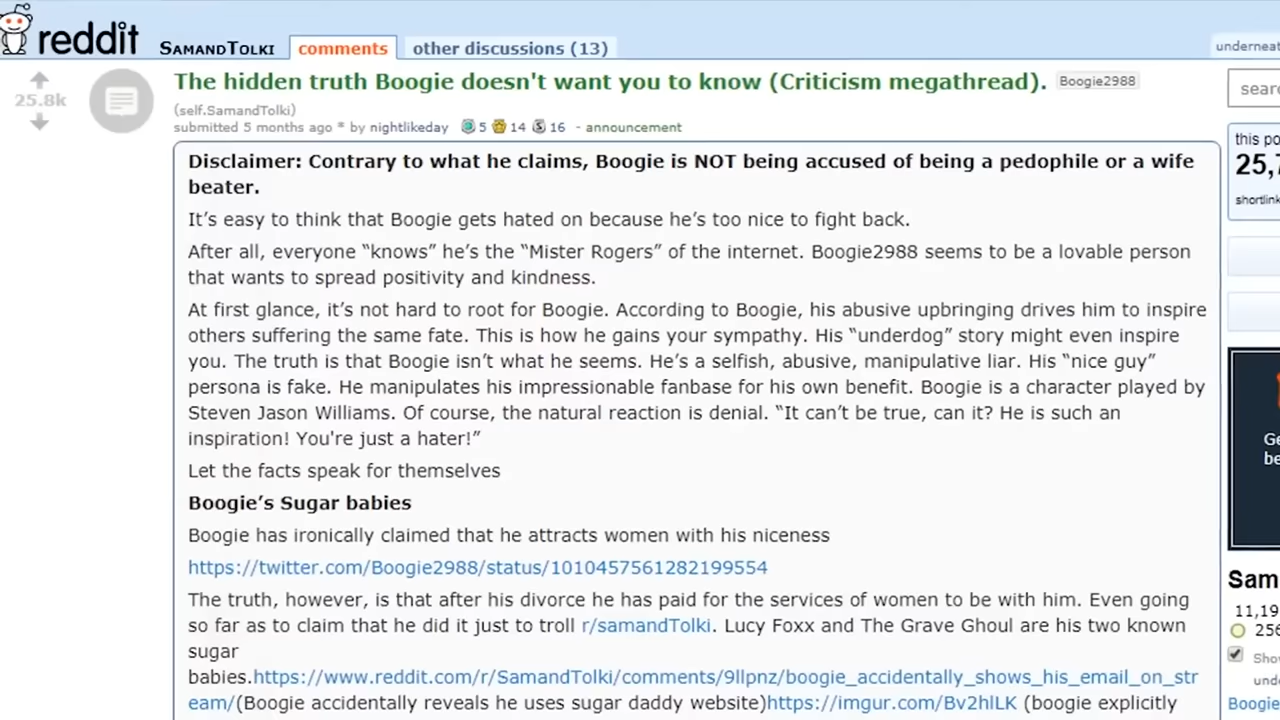 reddit SAMANDTOLKI comments other discussions (13) underneat
The hidden truth Boogie doesn't want you to know (Criticism megathread). Boogie2988
25.8k
(self.SamandTolki)
submitted 5 months ago * by nightlikeday 5 14 16 - announcement
Disclaimer: Contrary to what he claims, Boogie is NOT being accused of being a pedophile or a wife
beater.
It's easy to think that Boogie gets hated on because he's too nice to fight back.
After all, everyone “knows” he's the “Mister Rogers” of the internet. Boogie2988 seems to be a lovable person
that wants to spread positivity and kindness.
At first glance, it's not hard to root for Boogie. According to Boogie, his abusive upbringing drives him to inspire
others suffering the same fate. This is how he gains your sympathy. His “underdog” story might even inspire
you. The truth is that Boogie isn't what he seems. He's a selfish, abusive, manipulative liar. His “nice guy”
persona is fake. He manipulates his impressionable fanbase for his own benefit. Boogie is a character played by
Steven Jason Williams. Of course, the natural reaction is denial. “It can't be true, can it? He is such an
inspiration! You're just a hater!”
Let the facts speak for themselves
Boogie's Sugar babies
Boogie has ironically claimed that he attracts women with his niceness
https://twitter.com/Boogie2988/status/1010457561282199554
The truth, however, is that after his divorce he has paid for the services of women to be with him. Even going
so far as to claim that he did it just to troll r/samandTolki. Lucy Foxx and The Grave Ghoul are his two known
sugar
babies.https://www.reddit.com/r/SamandTolki/comments/9llpnz/boogie_accidentally_shows_his_email_on_str
eam/(Boogie accidentally reveals he uses sugar daddy website)https://imgur.com/Bv2hlLK (boogie explicitly
sear
this po
25,7
shortlink
Ge
be
Sam
11,19
256
Sho
unde
Boogie